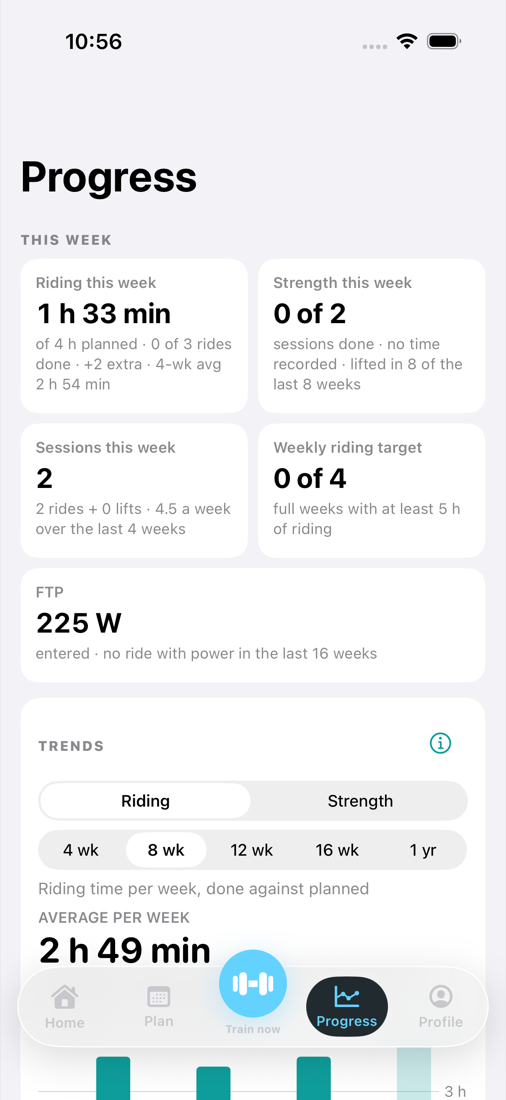 10:56
Progress
THIS WEEK
Riding this week
1 h 33 min
of 4 h planned · 0 of 3 rides
done · +2 extra · 4-wk avg
2 h 54 min
Strength this week
0 of 2
sessions done · no time
recorded · lifted in 8 of the
last 8 weeks
Sessions this week
2
2 rides + 0 lifts · 4.5 a week
over the last 4 weeks
Weekly riding target
0 of 4
full weeks with at least 5 h
of riding
FTP
225 W
entered · no ride with power in the last 16 weeks
TRENDS
Riding
Strength
4 wk
8 wk
12 wk
16 wk
1 yr
Riding time per week, done against planned
AVERAGE PER WEEK
2 h 49 min
Home
Plan
Train now
Progress
Profile
3 h